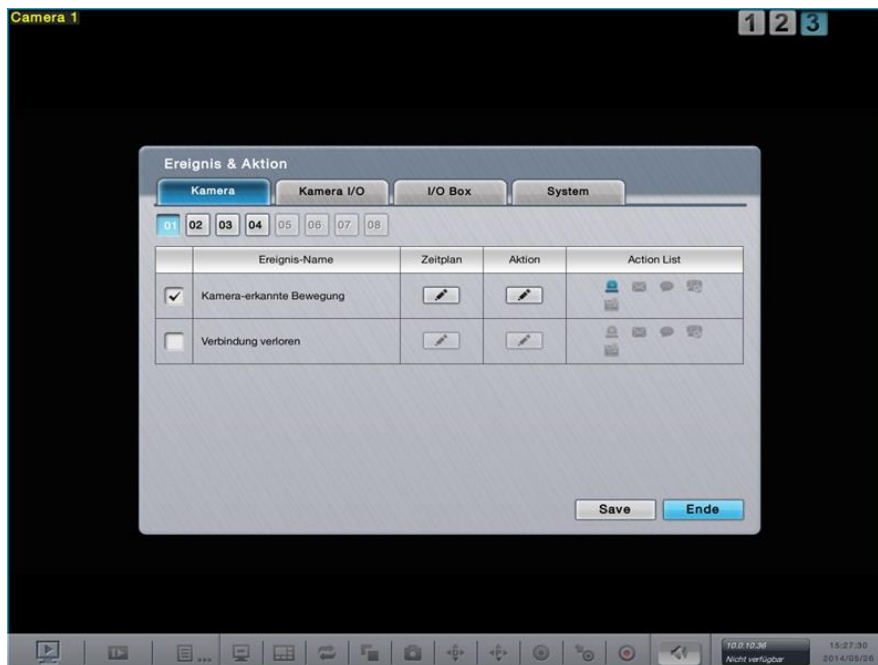 Camera 1
1 2 3
Ereignis & Aktion
Kamera Kamera I/O I/O Box System
01 02 03 04 05 06 07 08
Ereignis-Name Zeitplan Aktion Action List
Kamera-erkannte Bewegung
Verbindung verloren
Save Ende
10.0.10.36 15:27:30
Nicht verfügbar 2014/05/26